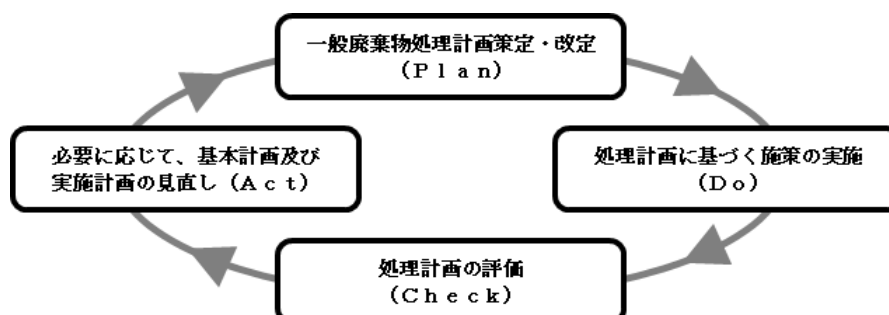 一般廃棄物処理計画策定・改定
（Ｐｌａｎ）
処理計画に基づく施策の実施
（Ｄｏ）
処理計画の評価
（Ｃｈｅｃｋ）
必要に応じて、基本計画及び
実施計画の見直し（Ａｃｔ）